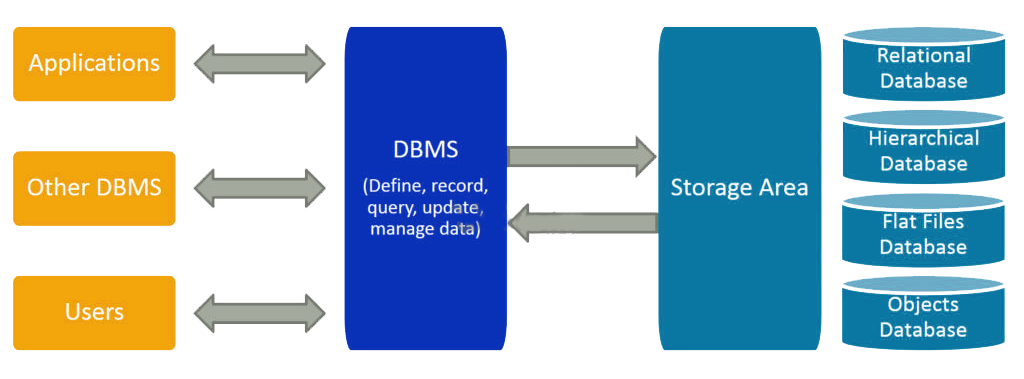 Applications
Other DBMS
Users
DBMS
(Define, record,
query, update,
manage data)
Storage Area
Relational
Database
Hierarchical
Database
Flat Files
Database
Objects
Database